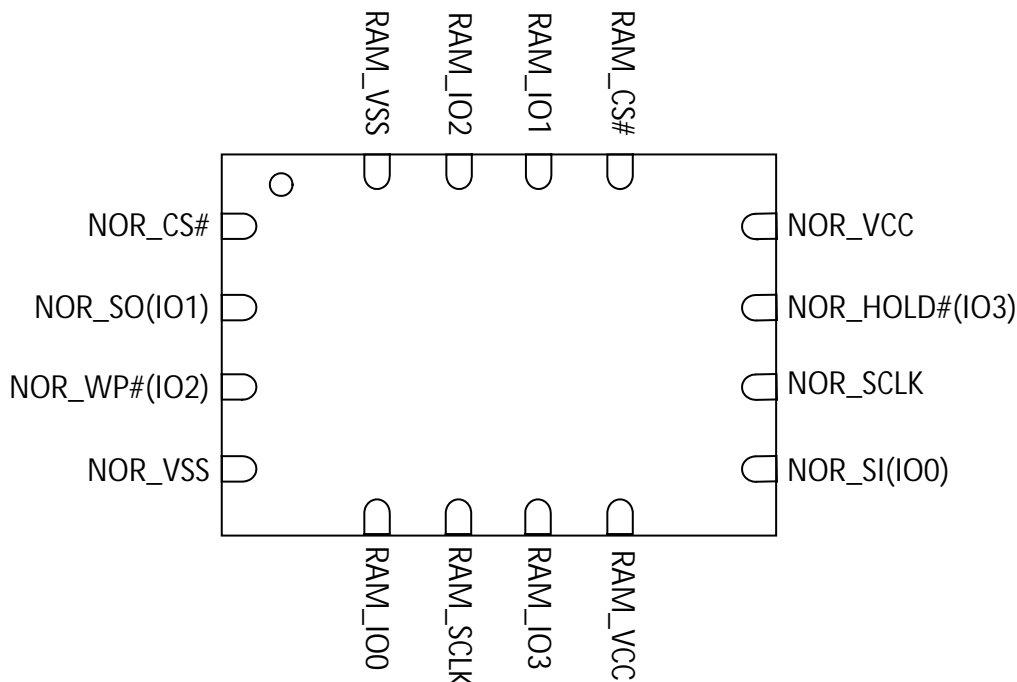 RAM_VSS
RAM_IO2
RAM_IO1
RAM_CS#
NOR_CS#
NOR_VCC
NOR_SO(IO1)
NOR_HOLD#(IO3)
NOR_WP#(IO2)
NOR_SCLK
NOR_VSS
NOR_SI(IO0)
RAM_IO0
RAM_SCLK
RAM_IO3
RAM_VCC